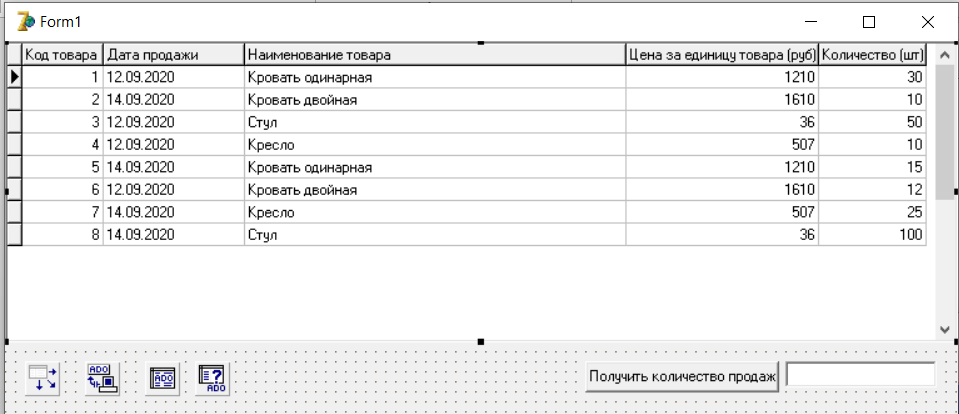 Form1
Код товара Дата продажи Наименование товара Цена за единицу товара (руб) Количество (шт)
1 12.09.2020 Кровать одинарная 1210 30
2 14.09.2020 Кровать двойная 1610 10
3 12.09.2020 Стул 36 50
4 12.09.2020 Кресло 507 10
5 14.09.2020 Кровать одинарная 1210 15
6 12.09.2020 Кровать двойная 1610 12
7 14.09.2020 Кресло 507 25
8 14.09.2020 Стул 36 100
ADO ADO ADO Получить количество продаж